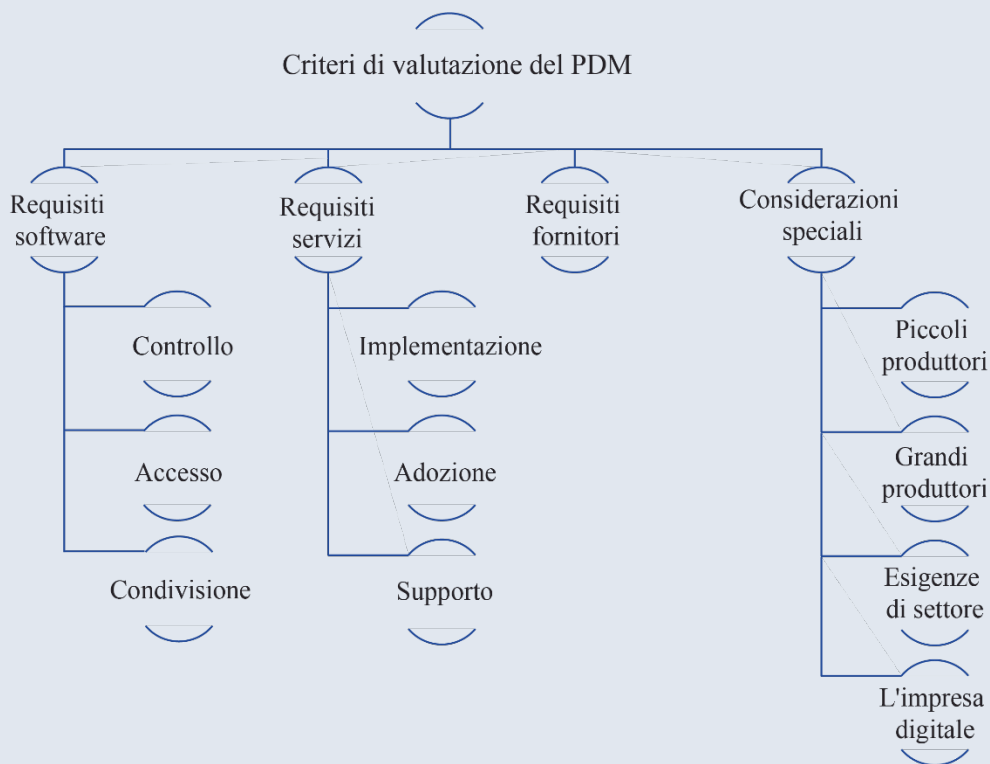 Criteri di valutazione del PDM
Requisiti
software
Requisiti
servizi
Requisiti
fornitori
Considerazioni
speciali
Controllo
Accesso
Condivisione
Implementazione
Adozione
Supporto
Piccoli
produttori
Grandi
produttori
Esigenze
di settore
L'impresa
digitale